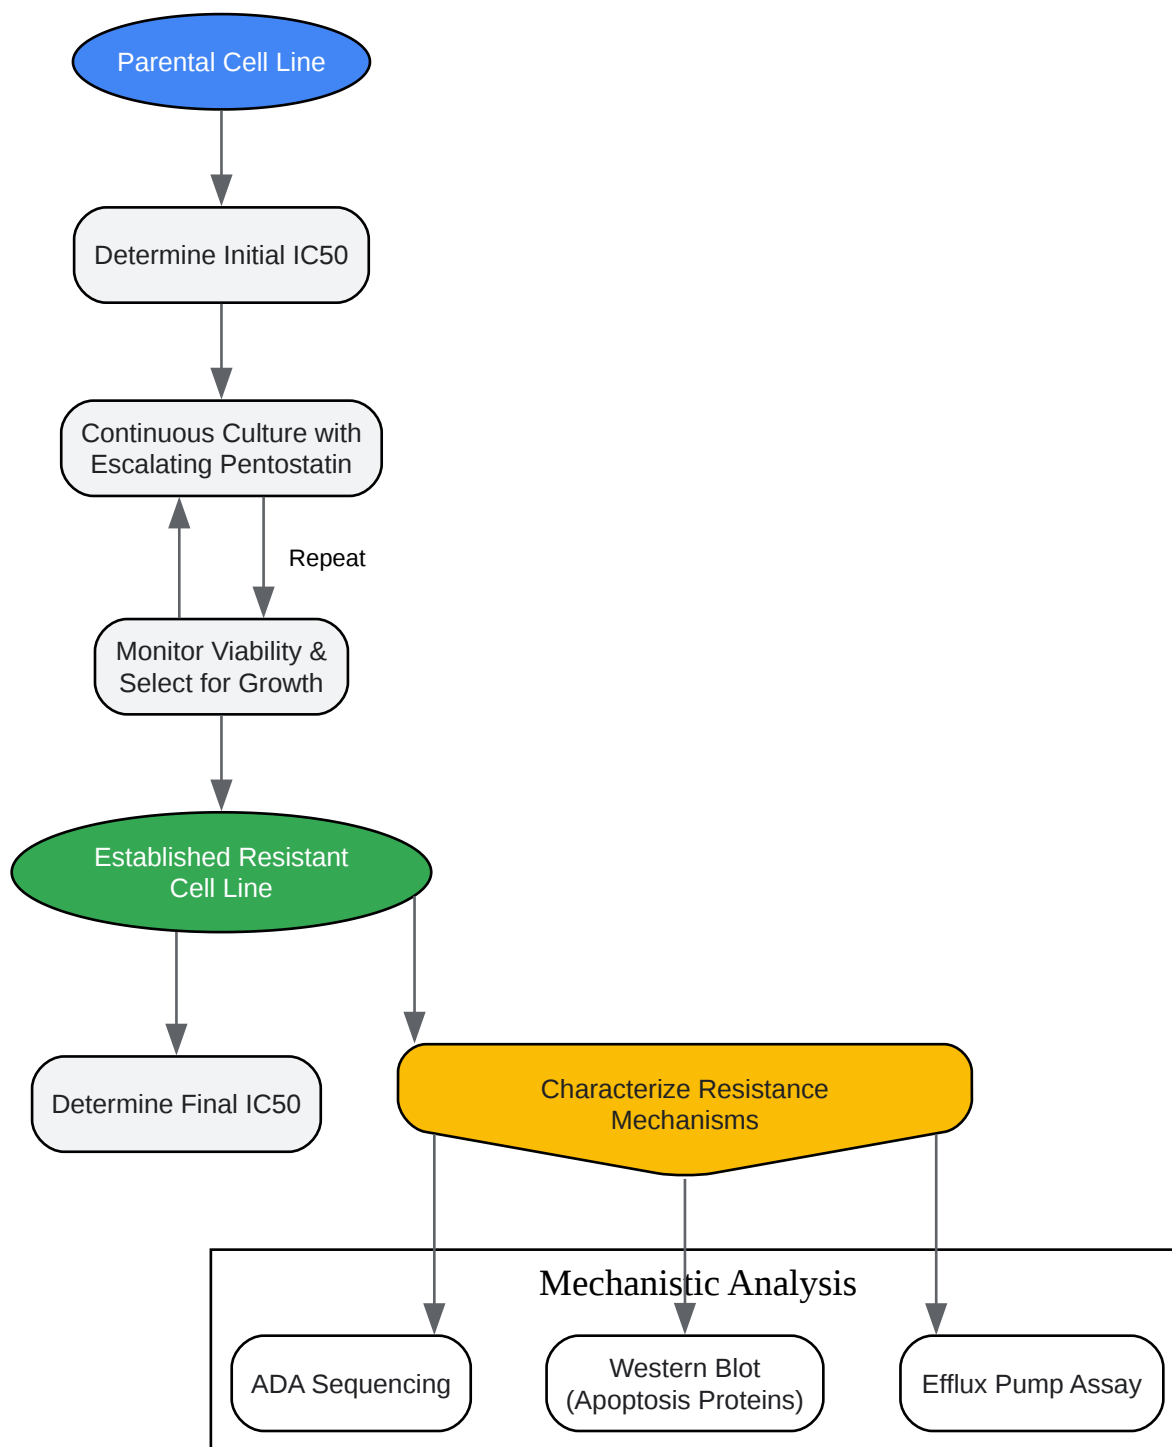 Parental Cell Line
Determine Initial IC50
Continuous Culture with
Escalating Pentostatin
Repeat
Monitor Viability &
Select for Growth
Established Resistant
Cell Line
Determine Final IC50
Characterize Resistance
Mechanisms
Mechanistic Analysis
ADA Sequencing
Western Blot
(Apoptosis Proteins)
Efflux Pump Assay